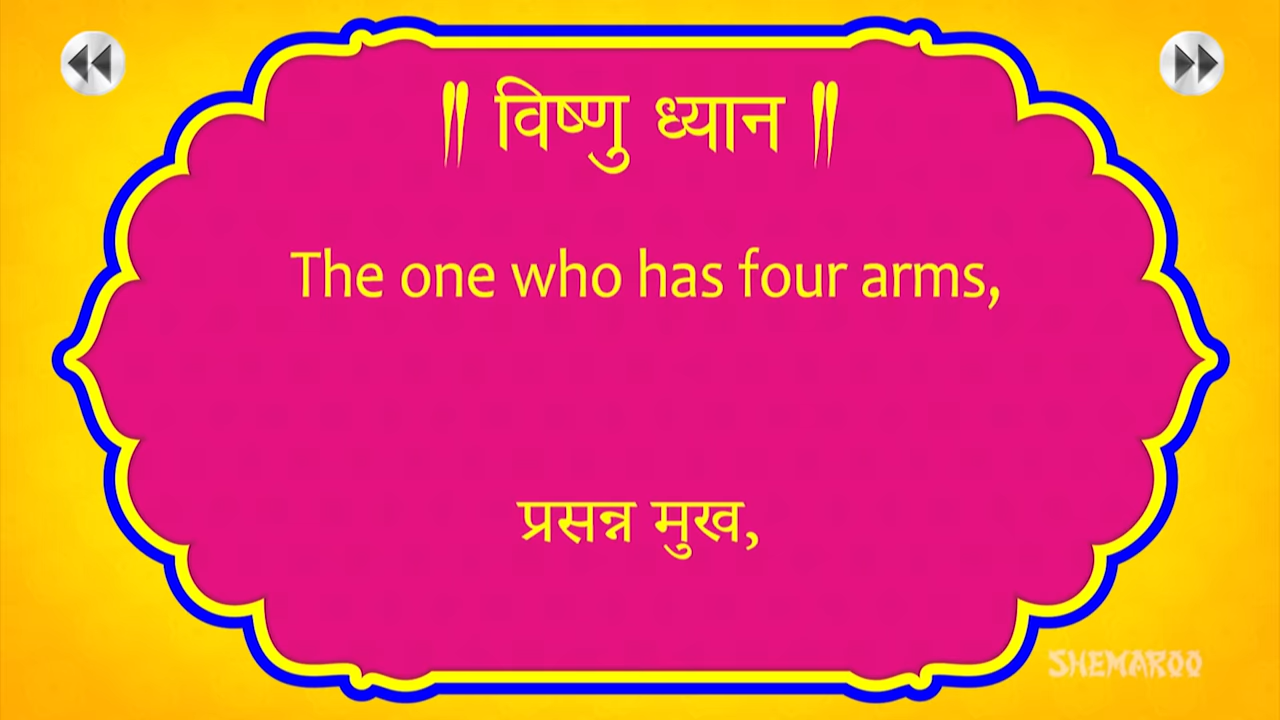 ॥ विष्णु ध्यान ॥
The one who has four arms,
प्रसन्न मुख,
SHEMAROO